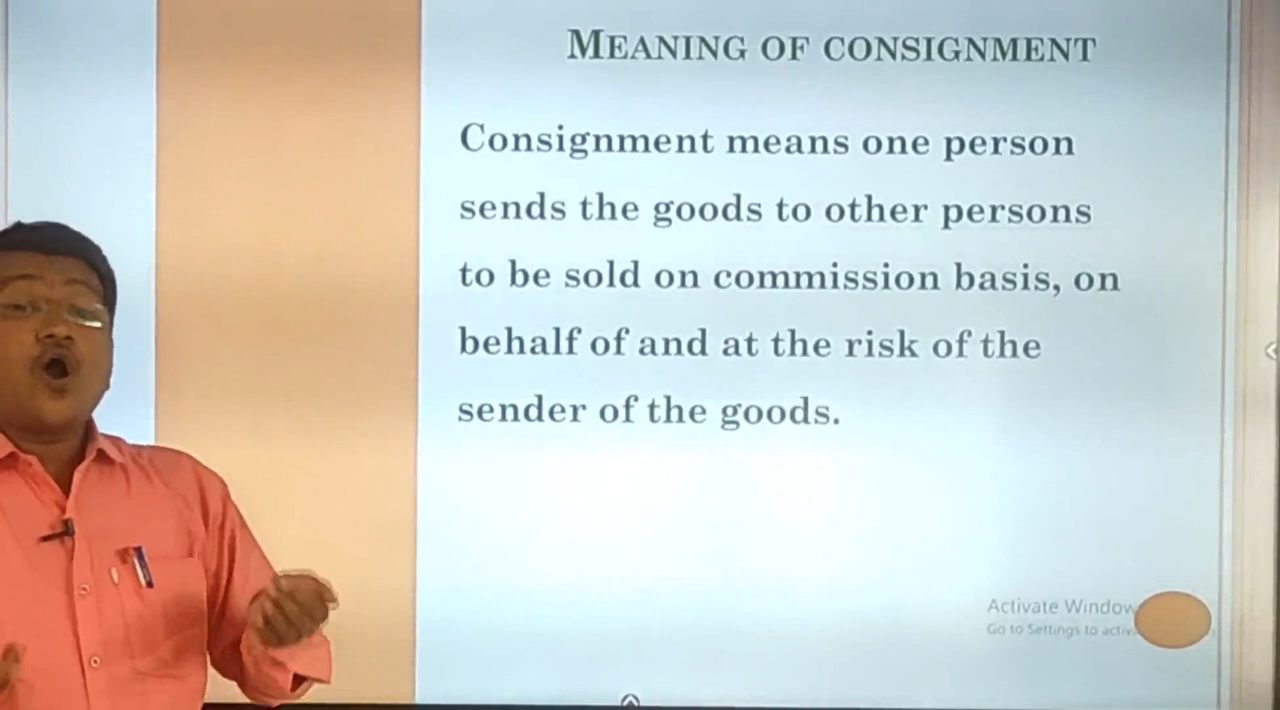 MEANING OF CONSIGNMENT
Consignment means one person
sends the goods to other persons
to be sold on commission basis, on
behalf of and at the risk of the
sender of the goods.
Activate Window
Go to Settings to activ